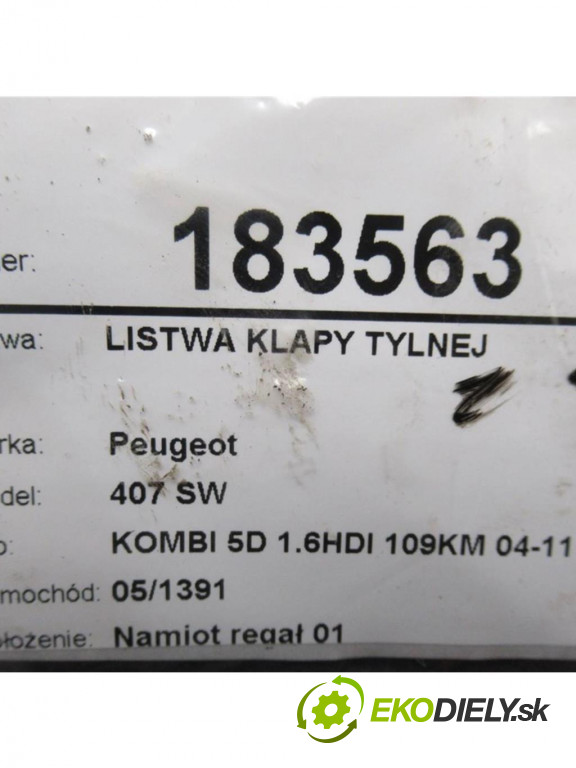 er: 183563
wa: LISTWA KLAPY TYLNEJ
rka: Peugeot
del: 407 SW
o: KOMBI 5D 1.6HDI 109KM 04-11
mochód: 05/1391
ołożenie: Namiot regał 01
EKODIELY.sk